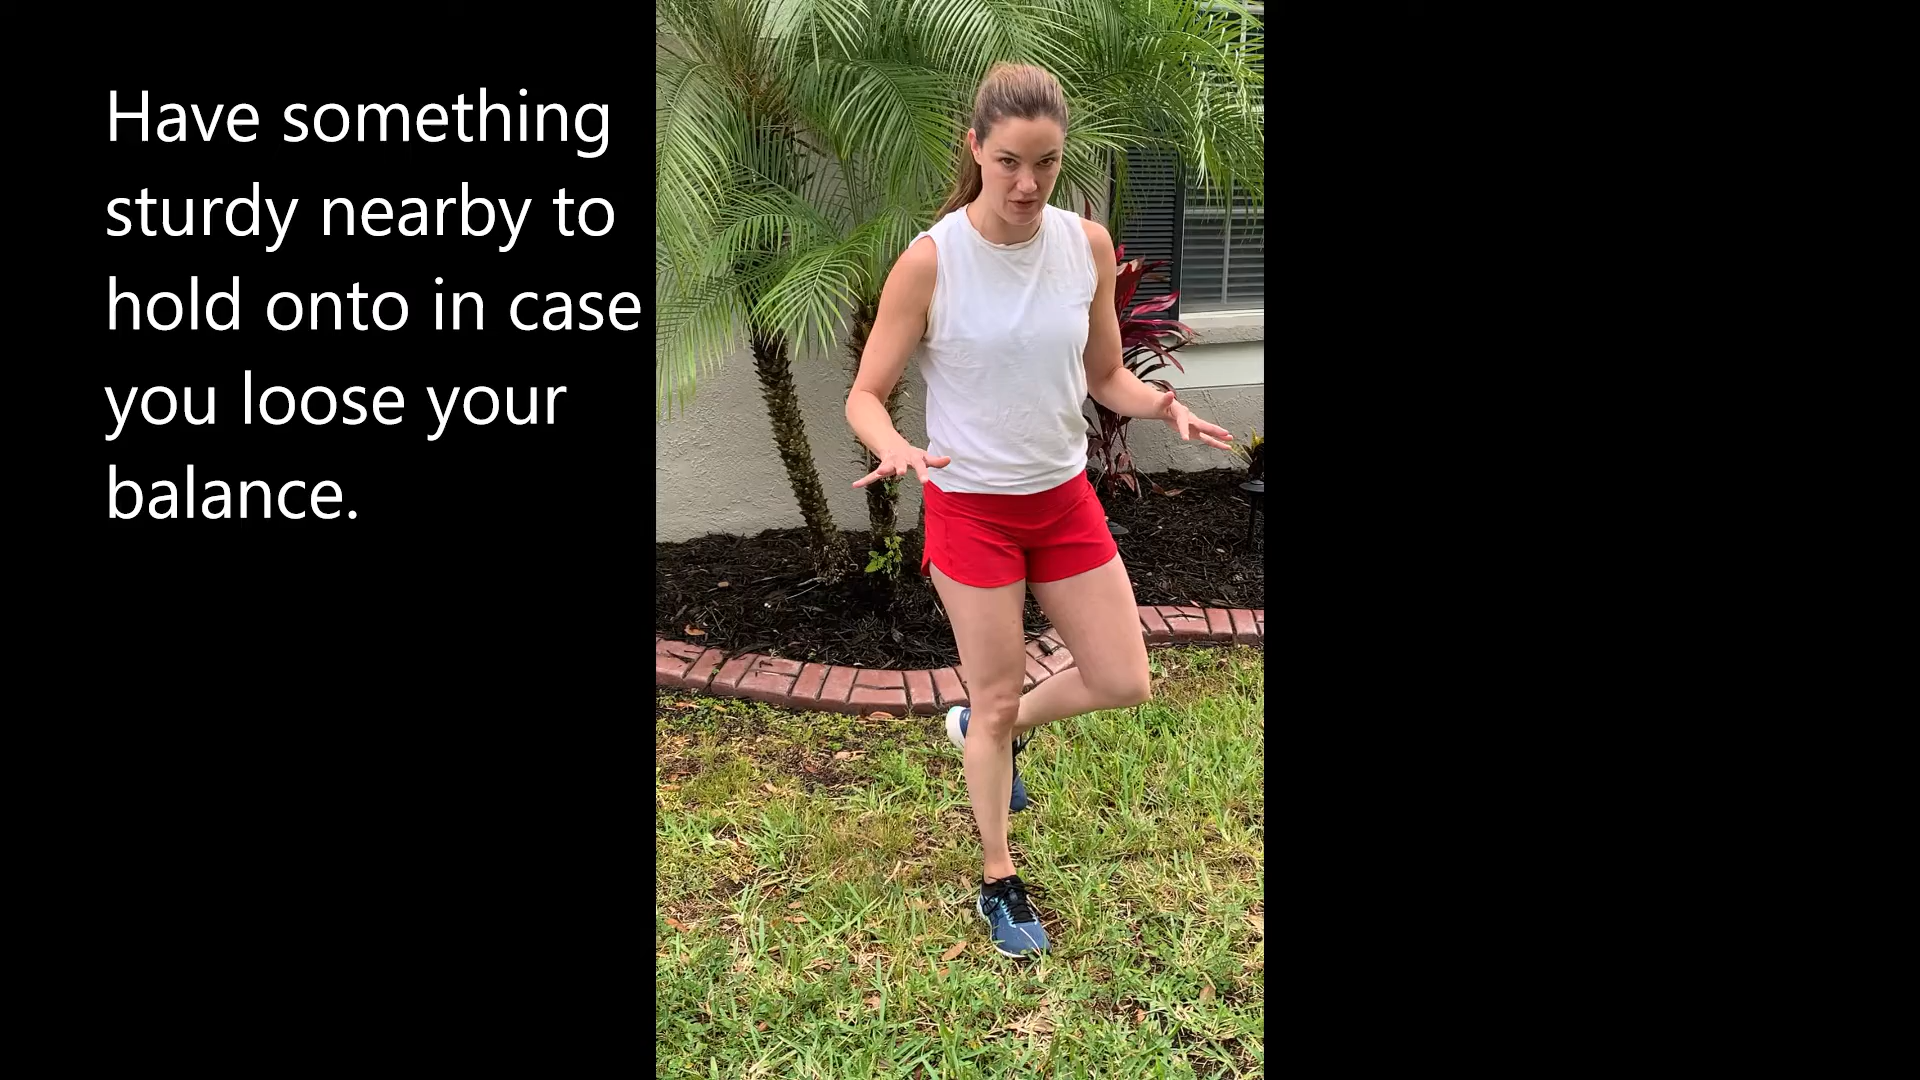 Have something
sturdy nearby to
hold onto in case
you loose your
balance.